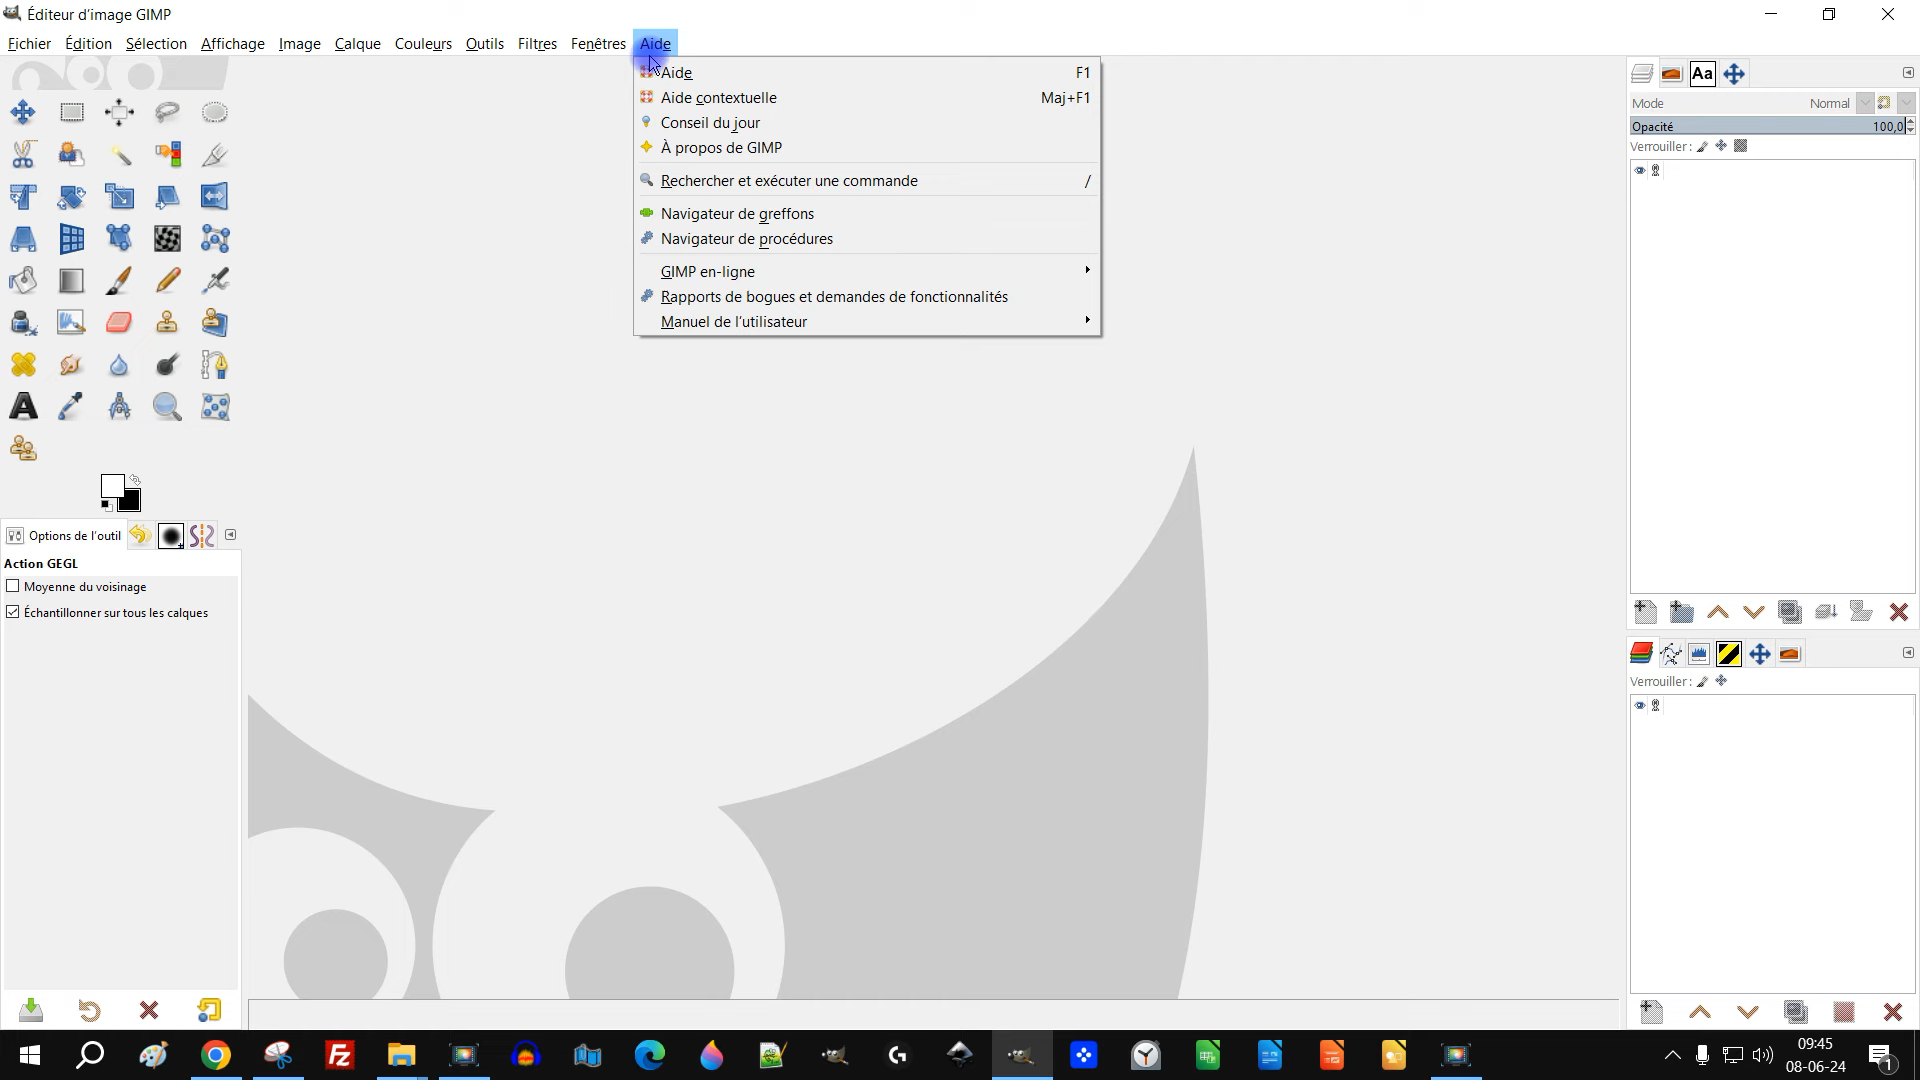 Éditeur d'image GIMP
Fichier Édition Sélection Affichage Image Calque Couleurs Outils Filtres Fenêtres Aide
Aide F1
Aide contextuelle Maj+F1
Conseil du jour
À propos de GIMP
Rechercher et exécuter une commande /
Navigateur de greffons
Navigateur de procédures
GIMP en-ligne
Rapports de bogues et demandes de fonctionnalités
Manuel de l'utilisateur
Options de l'outil
Action GEGL
Moyenne du voisinage
Échantillonner sur tous les calques
Aa
Mode Normal
Opacité 100,0
Verrouiller :
Verrouiller :
09:45
08-06-24
1